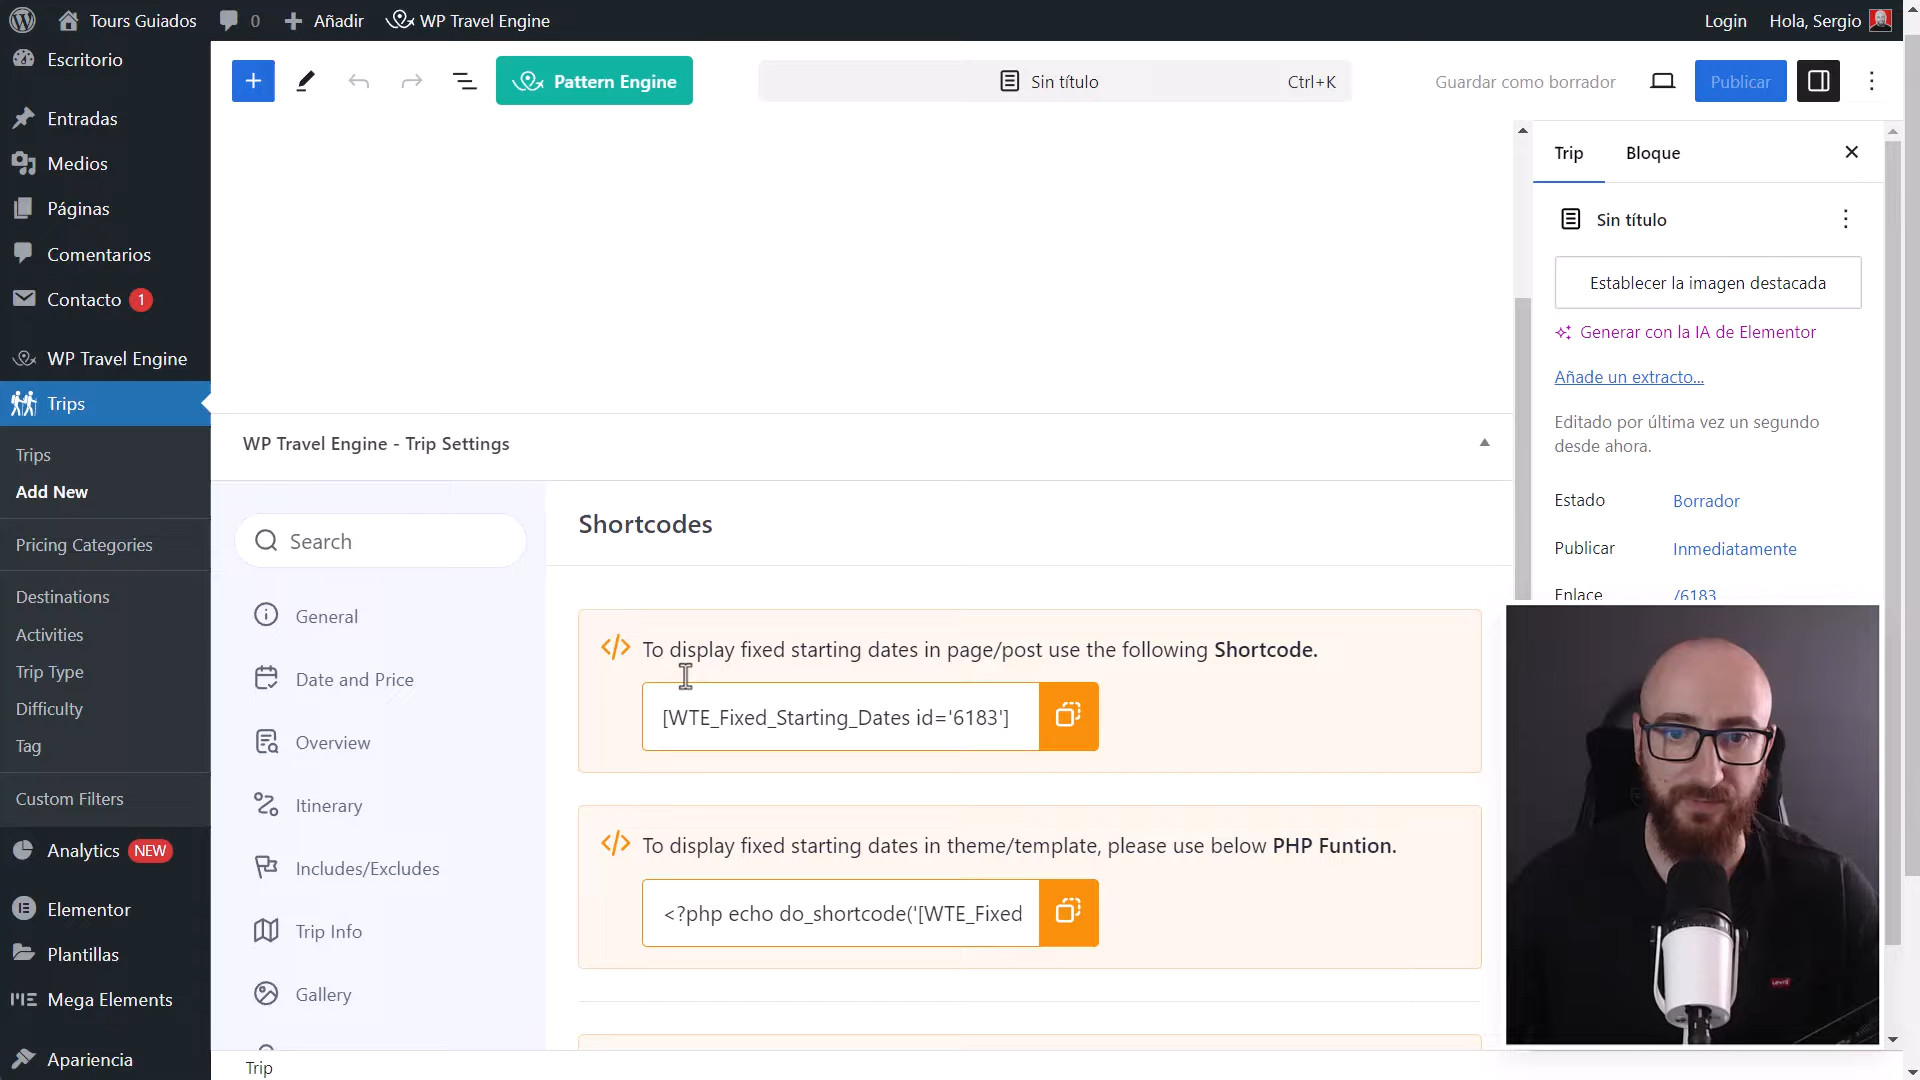 Tours Guiados
0
Añadir
WP Travel Engine
Login
Hola, Sergio
Escritorio
Entradas
Medios
Páginas
Comentarios
Contacto 1
WP Travel Engine
Trips
Trips
Add New
Pricing Categories
Destinations
Activities
Trip Type
Difficulty
Tag
Custom Filters
Analytics NEW
Elementor
Plantillas
Mega Elements
Apariencia
Pattern Engine
Sin título
Ctrl+K
Guardar como borrador
Publicar
WP Travel Engine - Trip Settings
Search
General
Date and Price
Overview
Itinerary
Includes/Excludes
Trip Info
Gallery
Shortcodes
To display fixed starting dates in page/post use the following Shortcode.
[WTE_Fixed_Starting_Dates id='6183']
To display fixed starting dates in theme/template, please use below PHP Funtion.
<?php echo do_shortcode('[WTE_Fixed
Trip
Trip
Bloque
Sin título
Establecer la imagen destacada
Generar con la IA de Elementor
Añade un extracto...
Editado por última vez un segundo
desde ahora.
Estado
Borrador
Publicar
Inmediatamente
Enlace
/6183
Levi's